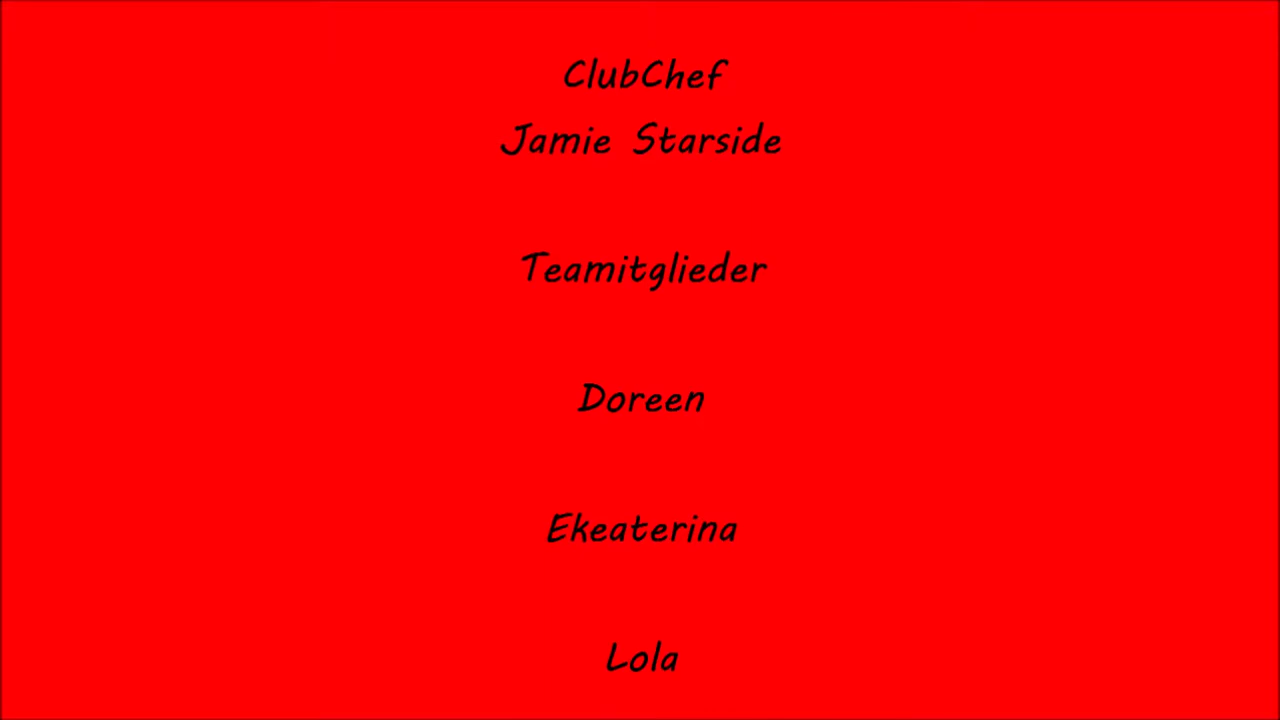 ClubChef
Jamie Starside
Teamitglieder
Doreen
Ekeaterina
Lola